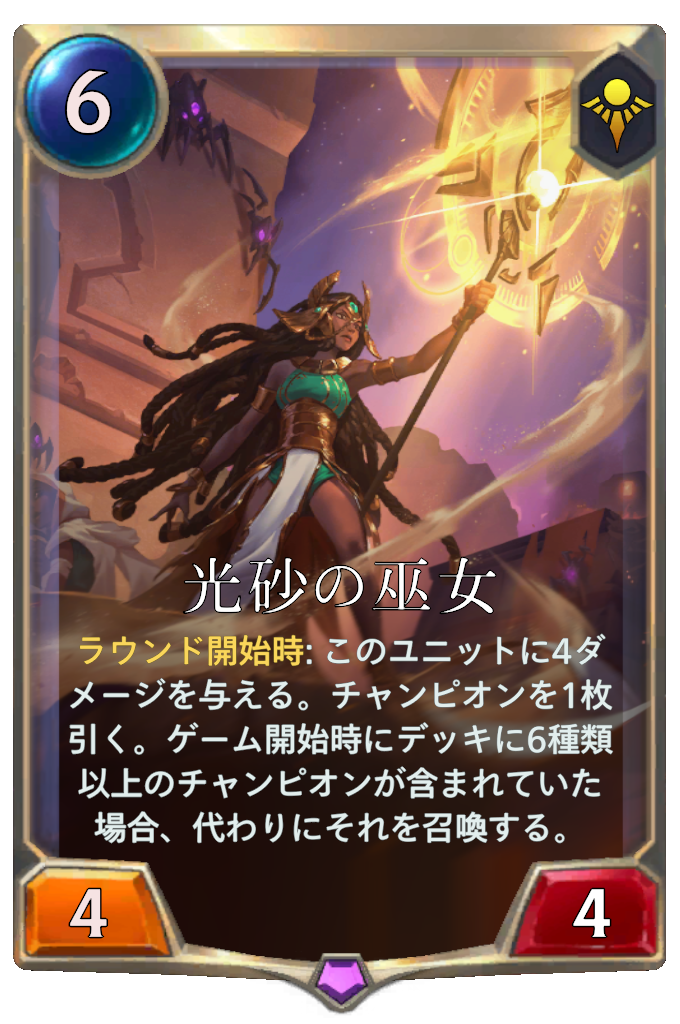 6
光砂の巫女
ラウンド開始時: このユニットに4ダ
メージを与える。チャンピオンを1枚
引く。ゲーム開始時にデッキに6種類
以上のチャンピオンが含まれていた
場合、代わりにそれを召喚する。
4
4